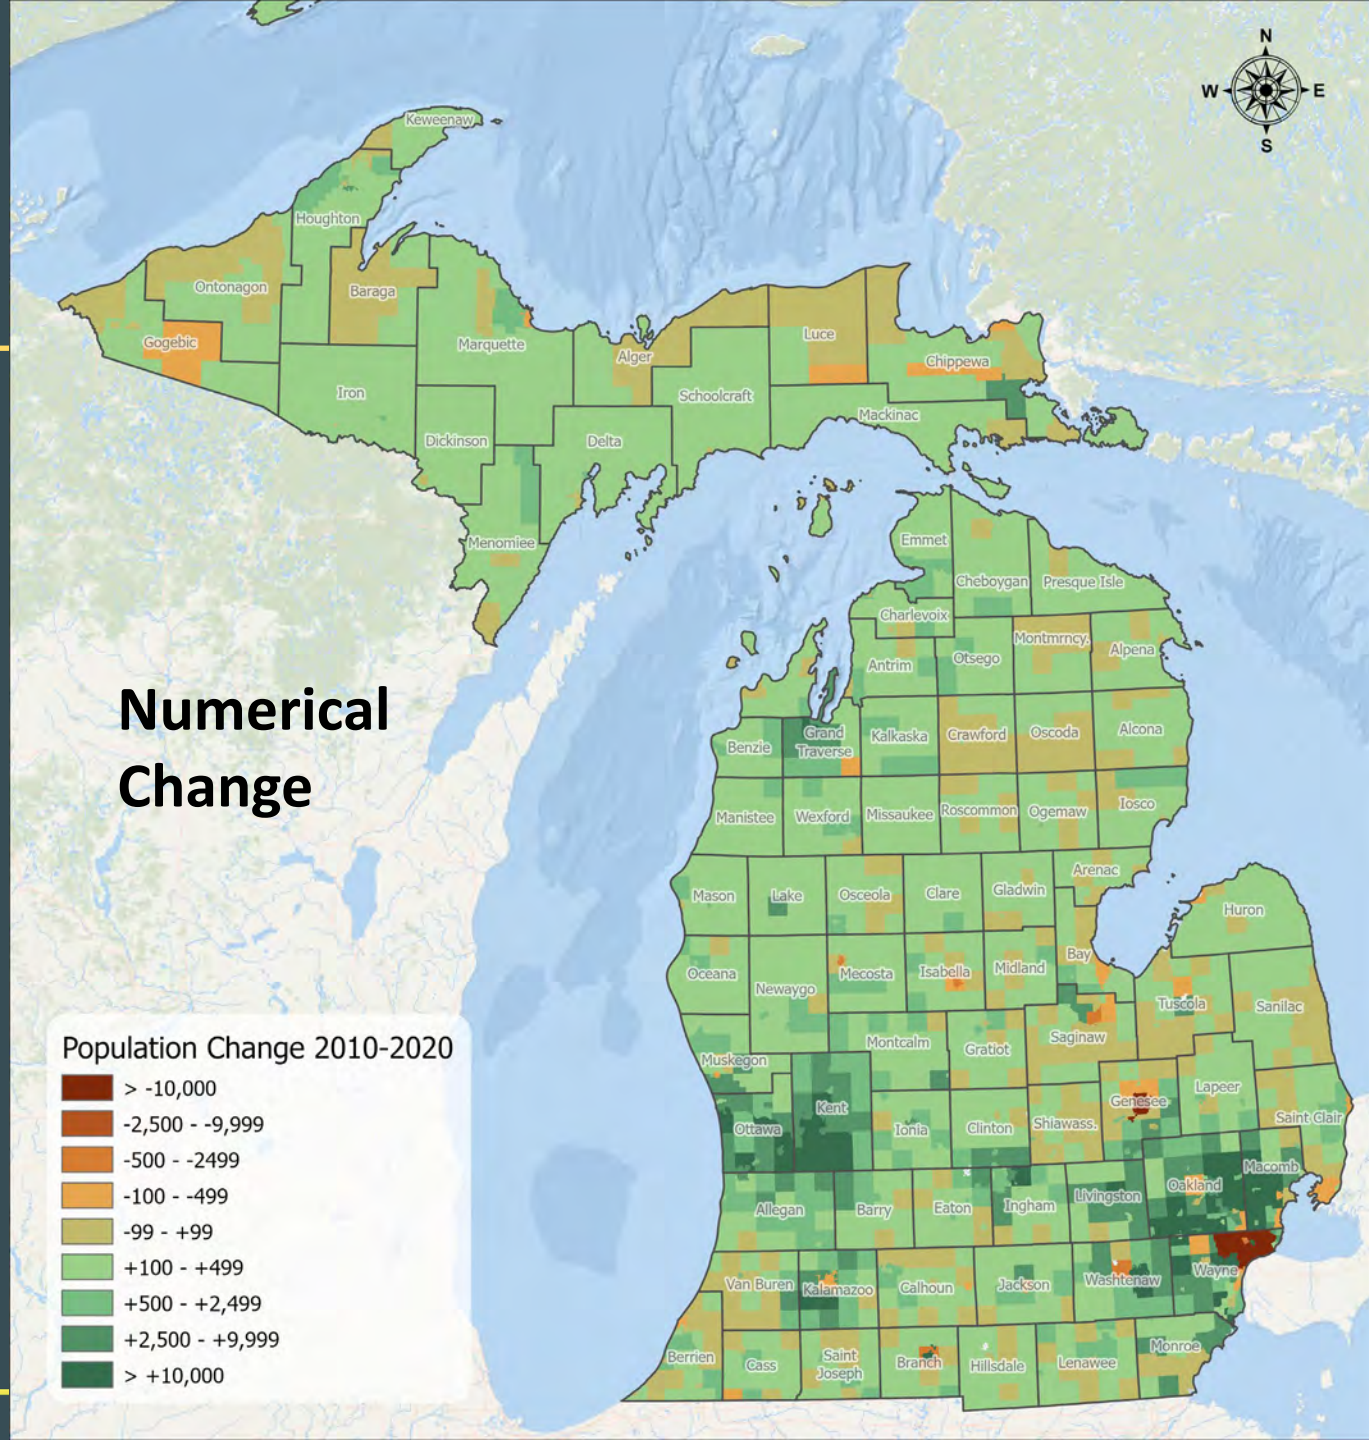 N
W E
S
Keweenaw
Houghton
Ontonagon
Baraga
Gogebic
Marquette
Alger
Luce
Chippewa
Iron
Schoolcraft
Mackinac
Dickinson
Delta
Menomiee
Emmet
Cheboygan
Presque Isle
Charlevoix
Montmrncy.
Alpena
Antrim
Otsego
Numerical
Change
Grand
Traverse
Benzie
Kalkaska
Crawford
Oscoda
Alcona
Manistee
Wexford
Missaukee
Roscommon
Ogemaw
Iosco
Arenac
Mason
Lake
Osceola
Clare
Gladwin
Huron
Oceana
Newaygo
Mecosta
Isabella
Midland
Bay
Tuscola
Sanilac
Muskegon
Montcalm
Gratiot
Saginaw
Kent
Ottawa
Ionia
Clinton
Shiawass.
Genesee
Lapeer
Saint Clair
Allegan
Barry
Eaton
Ingham
Livingston
Oakland
Macomb
Van Buren
Kalamazoo
Calhoun
Jackson
Washtenaw
Wayne
Berrien
Cass
Saint
Joseph
Branch
Hillsdale
Lenawee
Monroe
Population Change 2010-2020
> -10,000
-2,500 - -9,999
-500 - -2499
-100 - -499
-99 - +99
+100 - +499
+500 - +2,499
+2,500 - +9,999
> +10,000